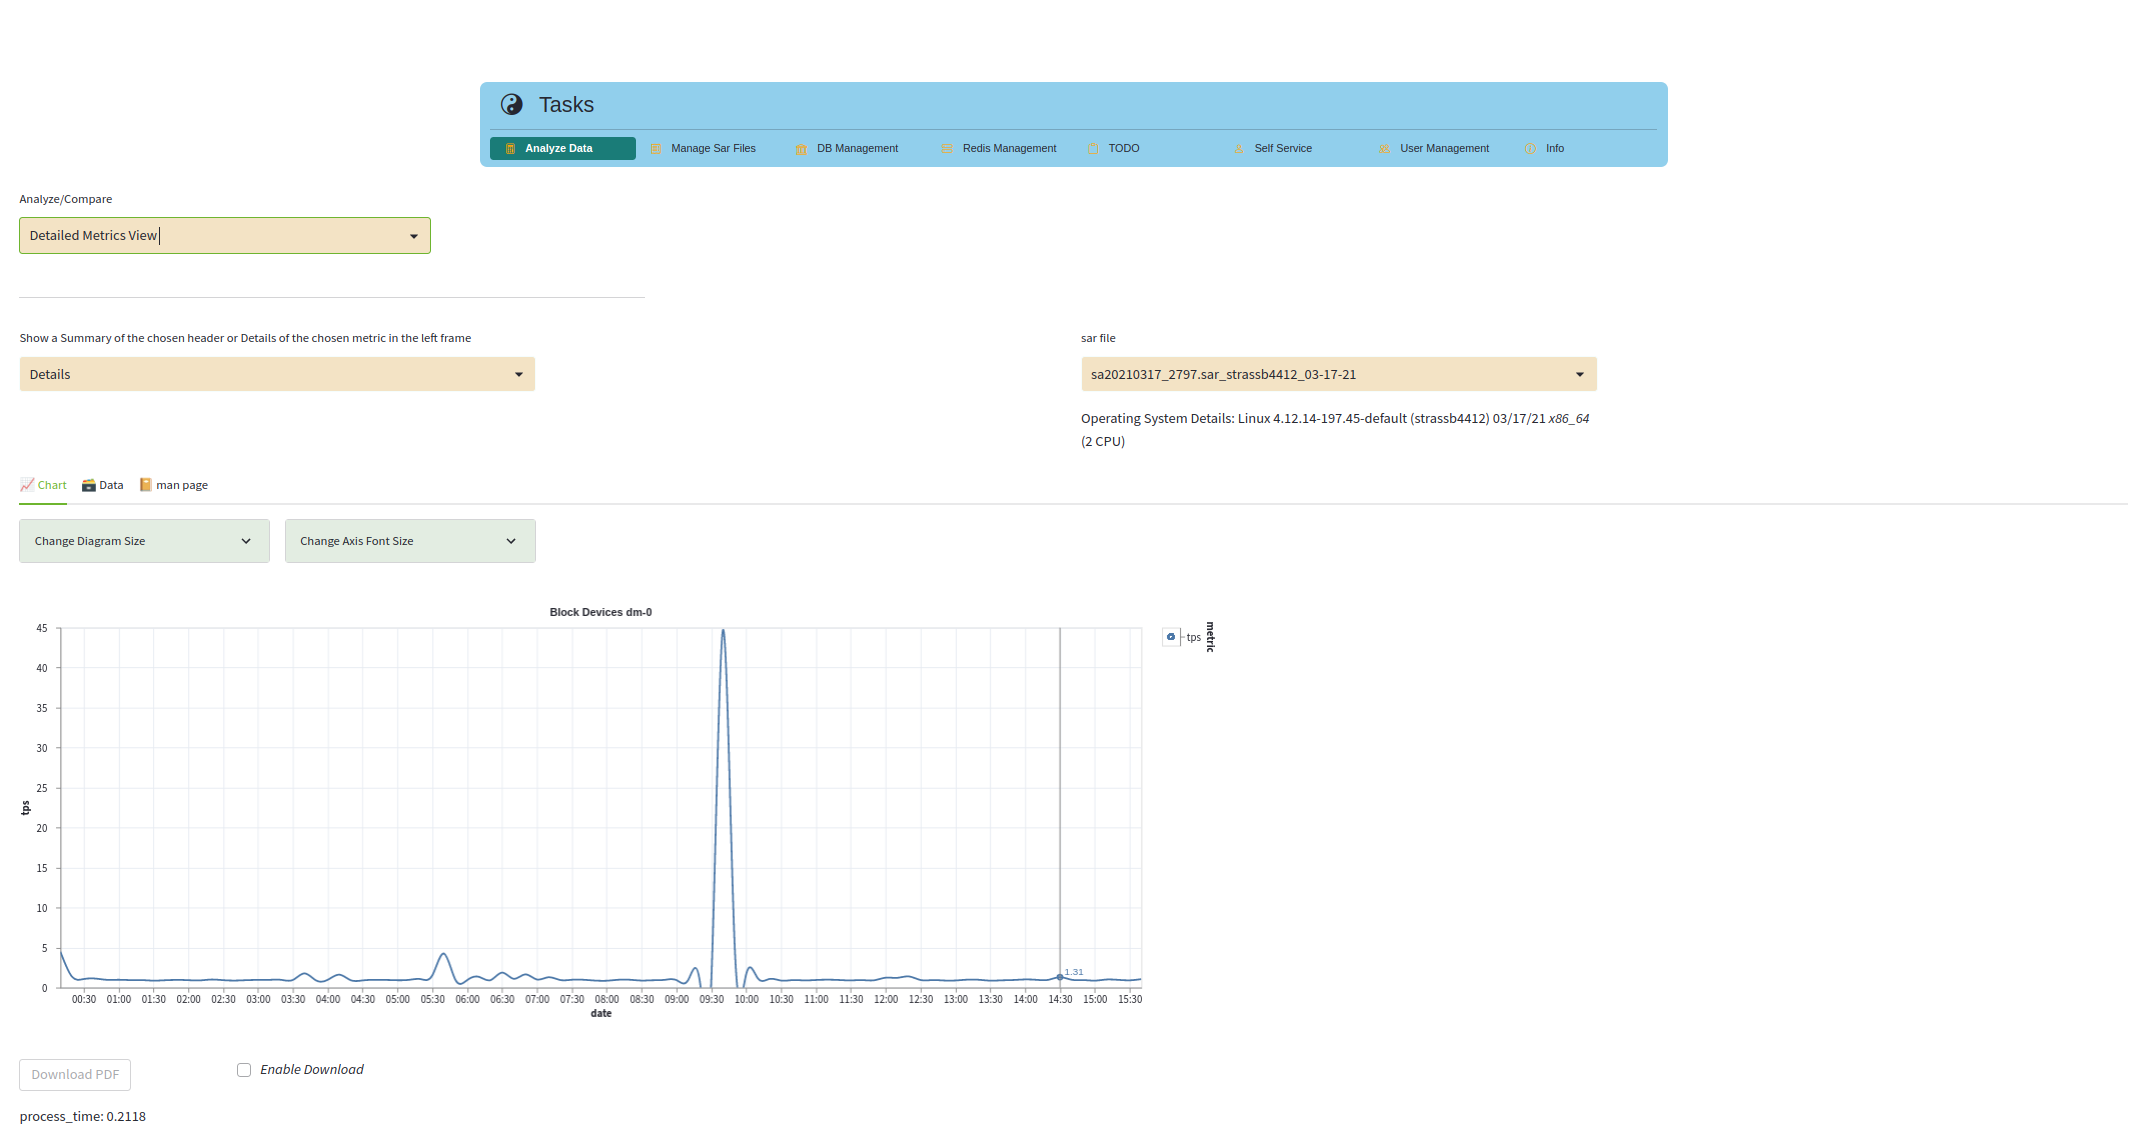 Tasks
Analyze Data Manage Sar Files DB Management Redis Management TODO Self Service User Management Info
Analyze/Compare
Detailed Metrics View
Show a Summary of the chosen header or Details of the chosen metric in the left frame
sar file
Details
sa20210317_2797.sar_strassb4412_03-17-21
Operating System Details: Linux 4.12.14-197.45-default (strassb4412) 03/17/21 x86_64
(2 CPU)
Chart Data man page
Change Diagram Size Change Axis Font Size
Block Devices dm-0
45
40
35
30
25
20
15
10
5
0
tps
tps
metric
1.31
00:30 01:00 01:30 02:00 02:30 03:00 03:30 04:00 04:30 05:00 05:30 06:00 06:30 07:00 07:30 08:00 08:30 09:00 09:30 10:00 10:30 11:00 11:30 12:00 12:30 13:00 13:30 14:00 14:30 15:00 15:30
date
Download PDF
Enable Download
process_time: 0.2118